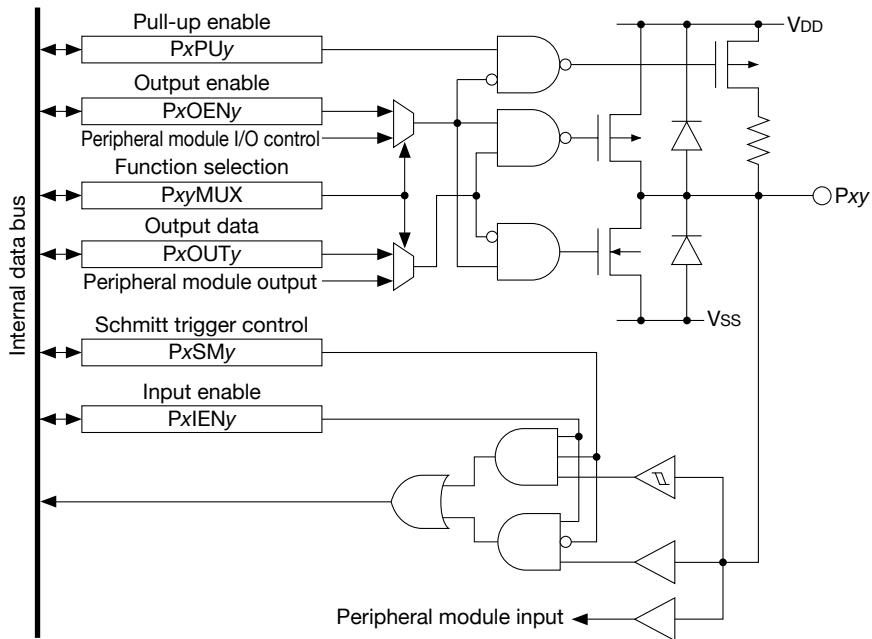 Pull-up enable
PxPUy
Output enable
PxOENy
Peripheral module I/O control
Function selection
PxyMUX
Output data
PxOUTy
Peripheral module output
Schmitt trigger control
PxSMy
Input enable
PxIENy
Peripheral module input
Internal data bus
VDD
Pxy
VSS